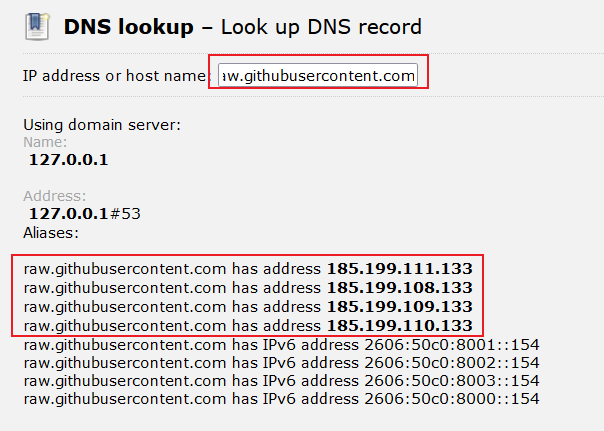 DNS lookup – Look up DNS record
IP address or host name: aw.githubusercontent.com
Using domain server:
Name:
127.0.0.1
Address:
127.0.0.1#53
Aliases:
raw.githubusercontent.com has address 185.199.111.133
raw.githubusercontent.com has address 185.199.108.133
raw.githubusercontent.com has address 185.199.109.133
raw.githubusercontent.com has address 185.199.110.133
raw.githubusercontent.com has IPv6 address 2606:50c0:8001::154
raw.githubusercontent.com has IPv6 address 2606:50c0:8002::154
raw.githubusercontent.com has IPv6 address 2606:50c0:8003::154
raw.githubusercontent.com has IPv6 address 2606:50c0:8000::154